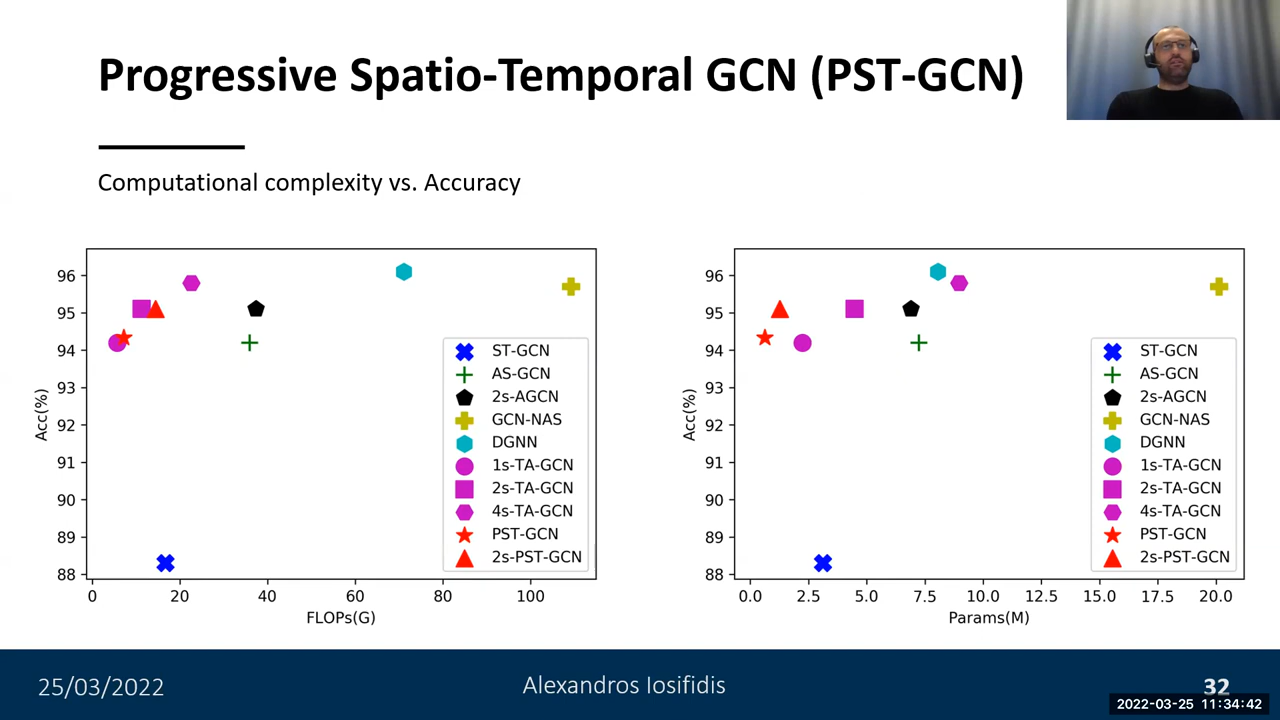 Progressive Spatio-Temporal GCN (PST-GCN)
Computational complexity vs. Accuracy
96
95
94
93
92
91
90
89
88
Acc(%)
0 20 40 60 80 100
FLOPs(G)
ST-GCN
AS-GCN
2s-AGCN
GCN-NAS
DGNN
1s-TA-GCN
2s-TA-GCN
4s-TA-GCN
PST-GCN
2s-PST-GCN
96
95
94
93
92
91
90
89
88
Acc(%)
0.0 2.5 5.0 7.5 10.0 12.5 15.0 17.5 20.0
Params(M)
ST-GCN
AS-GCN
2s-AGCN
GCN-NAS
DGNN
1s-TA-GCN
2s-TA-GCN
4s-TA-GCN
PST-GCN
2s-PST-GCN
25/03/2022
Alexandros Iosifidis
32
2022-03-25 11:34:42